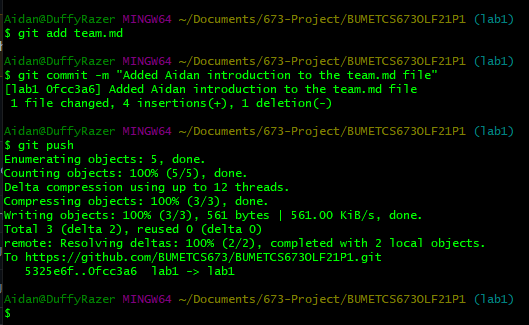 Aidan@DuffyRazer MINGW64 ~/Documents/673-Project/BUMETCS673OLF21P1 (lab1)
$ git add team.md
Aidan@DuffyRazer MINGW64 ~/Documents/673-Project/BUMETCS673OLF21P1 (lab1)
$ git commit -m "Added Aidan introduction to the team.md file"
[lab1 0fcc3a6] Added Aidan introduction to the team.md file
1 file changed, 4 insertions(+), 1 deletion(-)
Aidan@DuffyRazer MINGW64 ~/Documents/673-Project/BUMETCS673OLF21P1 (lab1)
$ git push
Enumerating objects: 5, done.
Counting objects: 100% (5/5), done.
Delta compression using up to 12 threads.
Compressing objects: 100% (3/3), done.
Writing objects: 100% (3/3), 561 bytes | 561.00 KiB/s, done.
Total 3 (delta 2), reused 0 (delta 0)
remote: Resolving deltas: 100% (2/2), completed with 2 local objects.
To https://github.com/BUMETCS673/BUMETCS673OLF21P1.git
5325e6f..0fcc3a6 lab1 -> lab1
Aidan@DuffyRazer MINGW64 ~/Documents/673-Project/BUMETCS673OLF21P1 (lab1)
$